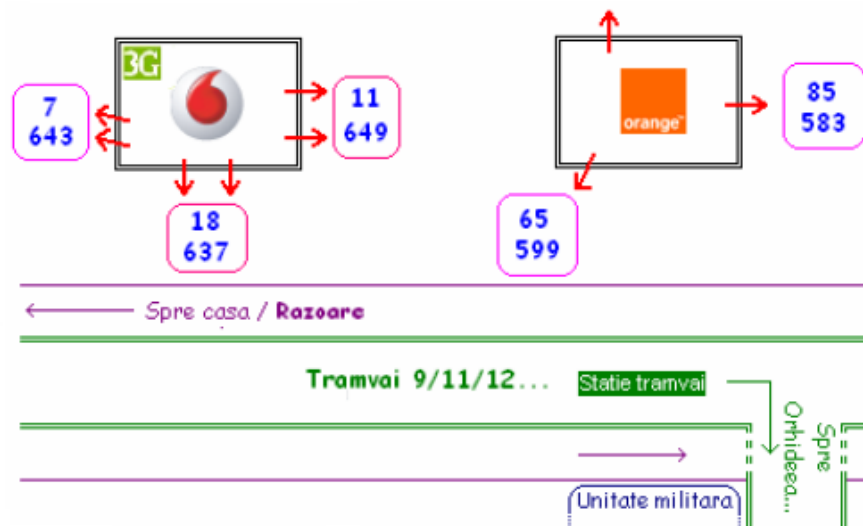 3G
7
643
11
649
18
637
orange™
85
583
65
599
Spre casa / Razoare
Tramvai 9/11/12...
Statie tramvai
Spre
Orhideea...
Unitate militara